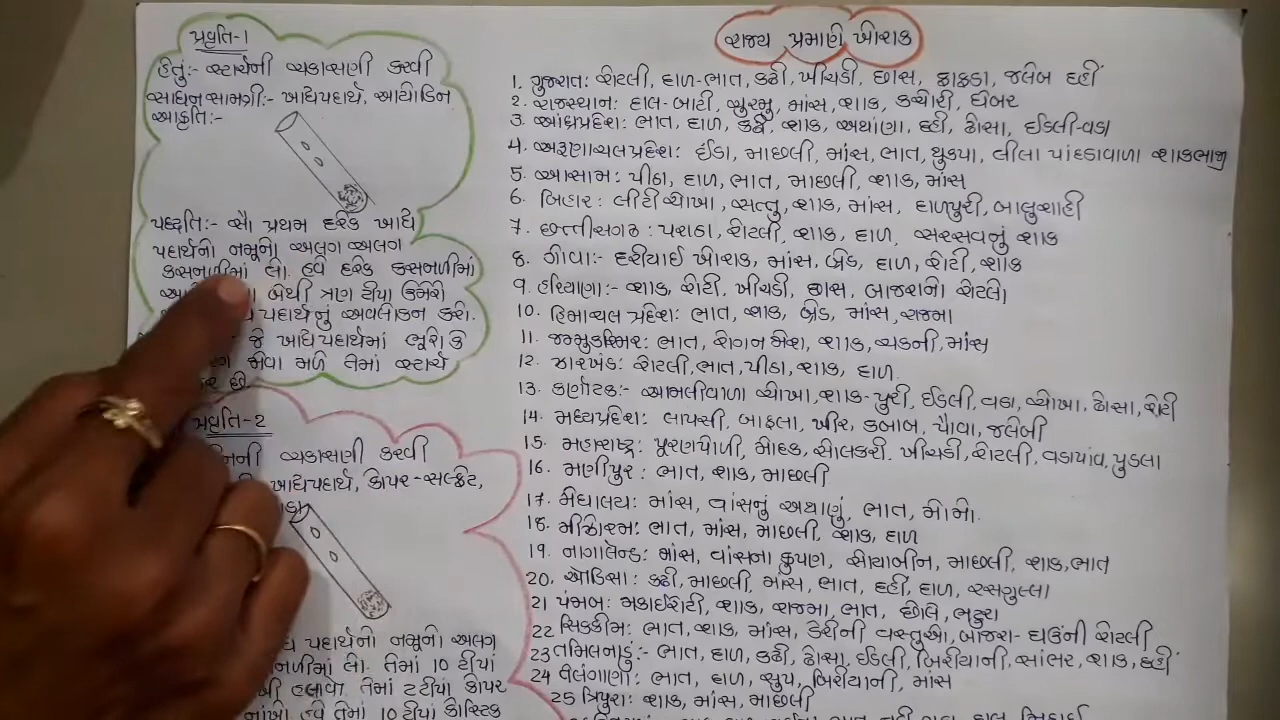 પ્રવૃતિ-1
હેતું:- સ્ટાર્ચની ચકાસણી કરવી
સાધન સામગ્રી:- ખાદ્યપદાર્થ, આયોડિન
આકૃતિ:-
પદ્ધતિ:- સૌ પ્રથમ દરેક ખાદ્ય
પદાર્થનો નમૂનો અલગ અલગ
કસનળીમાં લો. હવે દરેક કસનળીમાં
બેથી ત્રણ ટીપા ઉમેરો
પદાર્થનું અવલોકન કરો.
જે ખાદ્યપદાર્થમાં ભૂરો કે
જોવા મળે તેમાં સ્ટાર્ચ
છે
પ્રવૃતિ-2
ચકાસણી કરવી
ખાદ્યપદાર્થ, કોપર-સલ્ફેટ,
પદાર્થનો નમૂનો અલગ
લો. તેમાં 10 ટીપાં
હલાવો તેમાં 2 ટીપાં કોપર
નાંખો હવે તેમાં 10 ટીપાં કોસ્ટિક
રાજ્ય પ્રમાણે ખોરાક
1. ગુજરાત: રોટલી, દાળ-ભાત, કઢી, ખીચડી, છાસ, ફાફડા, જલેબ દહીં
2. રાજસ્થાન: દાલ-બાટી, ચુરમુ, માંસ, શાક, કચોરી, ઘેબર
3. આંધ્રપ્રદેશ: ભાત, દાળ, કઢી, શાક, અથાણા, દહી, ઢોસા, ઈડલી-વડા
4. અરૂણાચલપ્રદેશ: ઈંડા, માછલી, માંસ, ભાત, થુકપા, લીલા પાંદડાવાળા શાકભાજી
5. આસામ: પીઠા, દાળ, ભાત, માછલી, શાક, માંસ
6. બિહાર: લીટી ચોખા, સત્તુ, શાક, માંસ, દાળપુરી, બાલુશાહી
7. છત્તીસગઢ: પરાઠા, રોટલી, શાક, દાળ, સરસવનું શાક
8. ગોવા:- દરીયાઈ ખોરાક, માંસ, બ્રેડ, દાળ, રોટી, શાક
9. હરિયાણા:- શાક, રોટી, ખીચડી, છાસ, બાજરાનો રોટલો
10. હિમાચલ પ્રદેશ: ભાત, શાક, બ્રેડ, માંસ, રાજમા
11. જમ્મુકશ્મિર: ભાત, રોગન જોશ, શાક, યકની, માંસ
12. ઝારખંડ: રોટલી, ભાત, પીઠા, શાક, દાળ.
13. કર્ણાટક:- આમલીવાળા ચોખા, શાક-પુરી, ઈડલી, વડા, ચોખા, ઢોસા, રોટી
14. મધ્યપ્રદેશ: લાપસી, બાફલા, ખીર, કબાબ, પૌવા, જલેબી
15. મહારાષ્ટ્ર: પૂરણપોળી, મોદક, સોલકરી, ખીચડી, રોટલી, વડાપાંવ, પુડલા
16. મણીપુર: ભાત, શાક, માછલી
17. મેઘાલય: માંસ, વાંસનું અથાણું, ભાત, મોમો.
18. મીઝોરમ: ભાત, માંસ, માછલી, શાક, દાળ
19. નાગાલેન્ડ: માંસ, વાંસના કુપણ, સોયાબીન, માછલી, શાક, ભાત
20. ઓડિસા: કઢી, માછલી, માંસ, ભાત, દહી, દાળ, રસગુલ્લા
21 પંજાબ: મકાઈરોટી, શાક, રાજમા, ભાત, છોલે, ભટુરા
22 સિકકીમ: ભાત, શાક, માંસ, કેરીની વસ્તુઓ, બાજરા- ઘઉંની રોટલી
23 તામિલનાડું:- ભાત, દાળ, કઢી, ઢોસા, ઈડલી, બિરીયાની, સાંભર, શાક, દહીં
24 તેલંગાણા: ભાત, દાળ, સુપ, બિરીયાની, માંસ
25 ત્રિપુરા: શાક, માંસ, માછલી